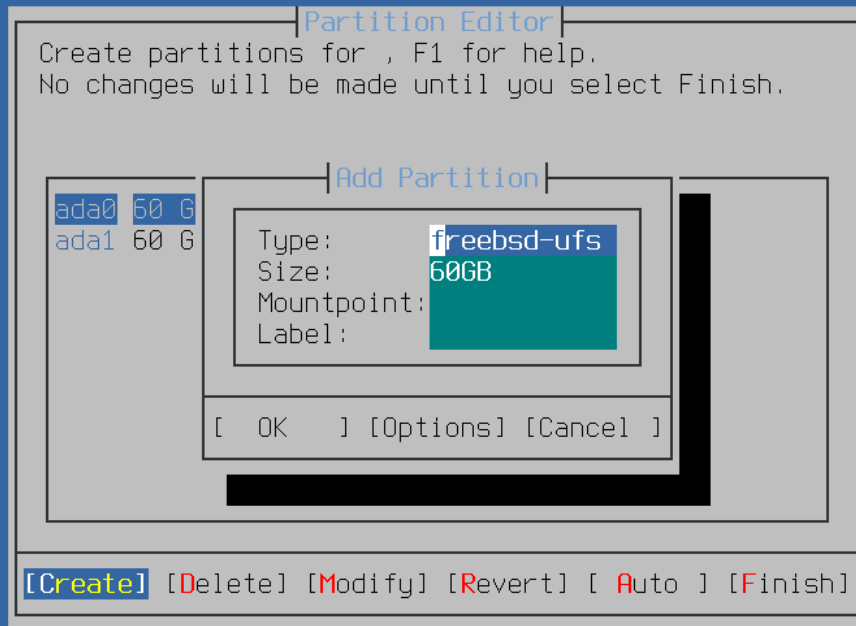 Partition Editor
Create partitions for , F1 for help.
No changes will be made until you select Finish.
Add Partition
ada0 60 G
ada1 60 G
Type: freebsd-ufs
Size: 60GB
Mountpoint:
Label:
[ OK ] [Options] [Cancel ]
[Create] [Delete] [Modify] [Revert] [ Auto ] [Finish]